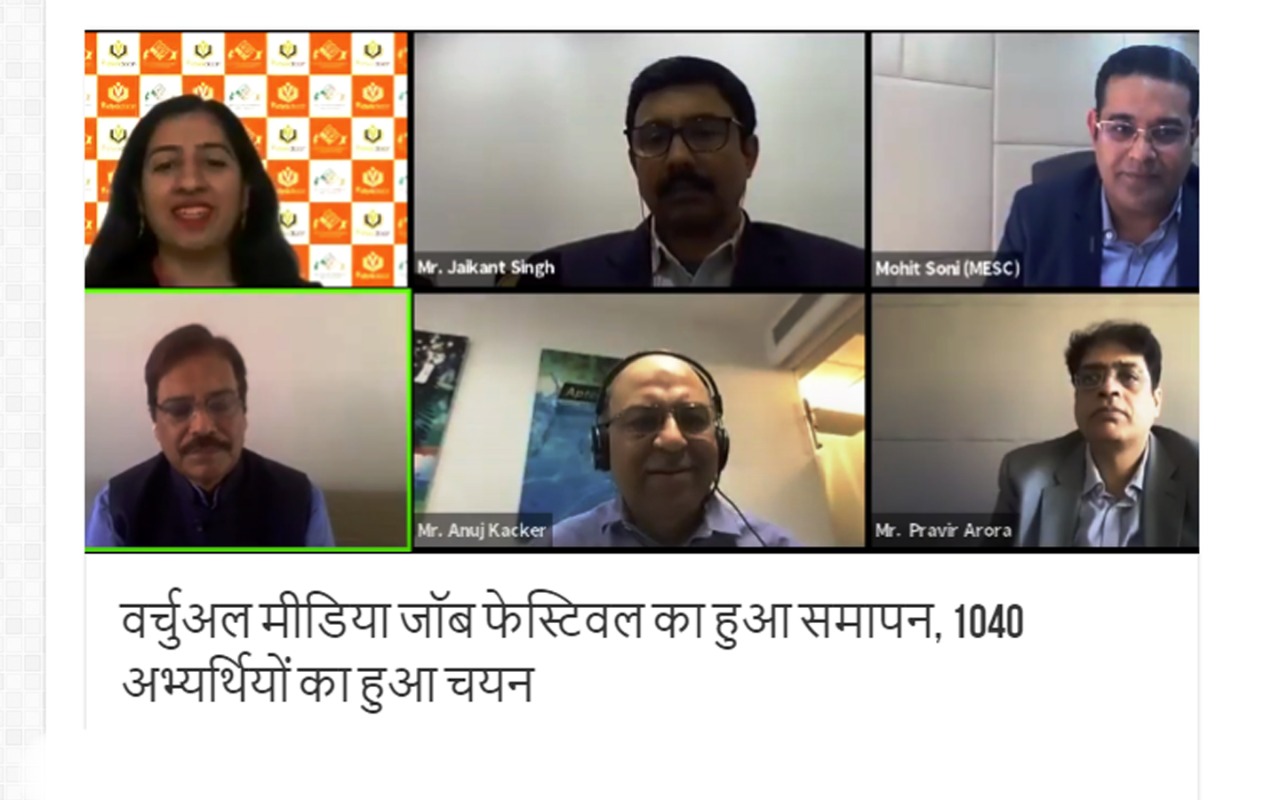 Mr. Jaikant Singh
Mohit Soni (MESC)
Mr. Anuj Kacker
Mr. Pravir Arora
वर्चुअल मीडिया जॉब फेस्टिवल का हुआ समापन, 1040
अभ्यर्थियों का हुआ चयन